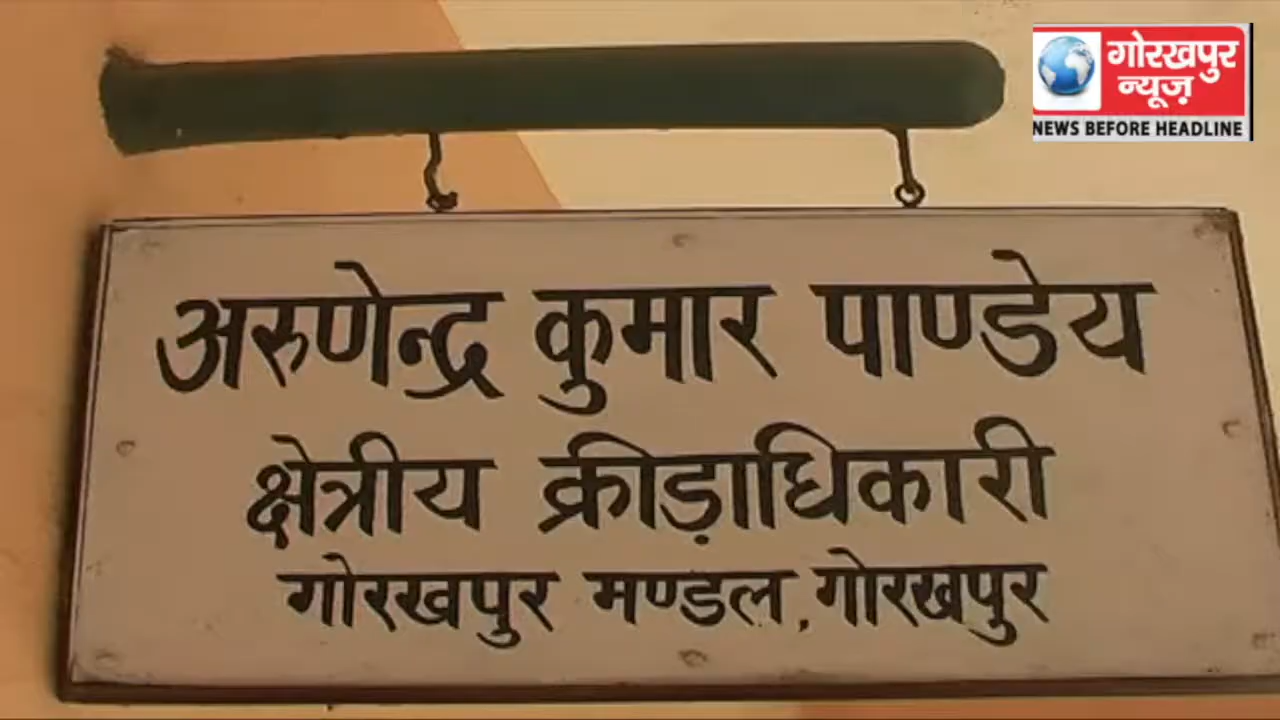 गोरखपुर
न्यूज़
NEWS BEFORE HEADLINE
अरुणेन्द्र कुमार पाण्डेय
क्षेत्रीय क्रीड़ाधिकारी
गोरखपुर मण्डल, गोरखपुर